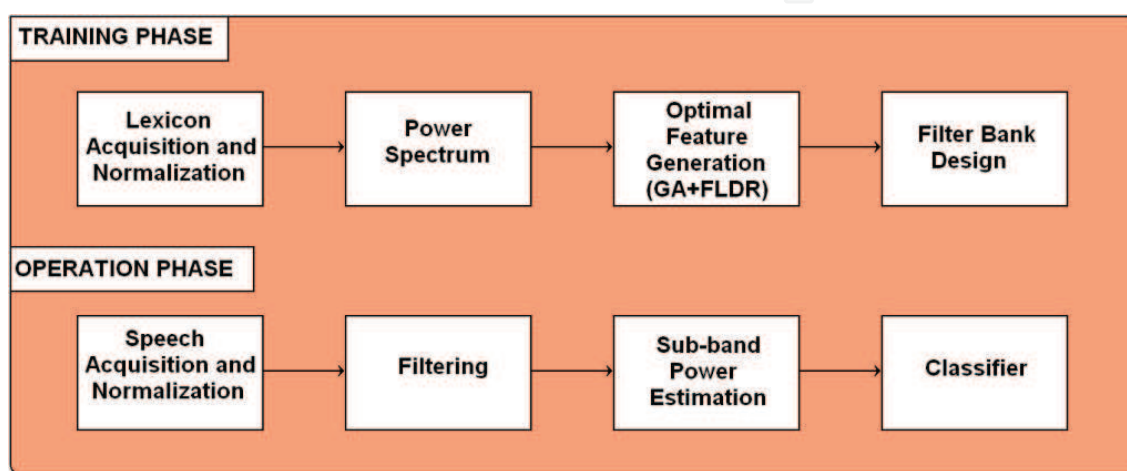 TRAINING PHASE
Lexicon
Acquisition and
Normalization
Power
Spectrum
Optimal
Feature
Generation
(GA+FLDR)
Filter Bank
Design
OPERATION PHASE
Speech
Acquisition and
Normalization
Filtering
Sub-band
Power
Estimation
Classifier